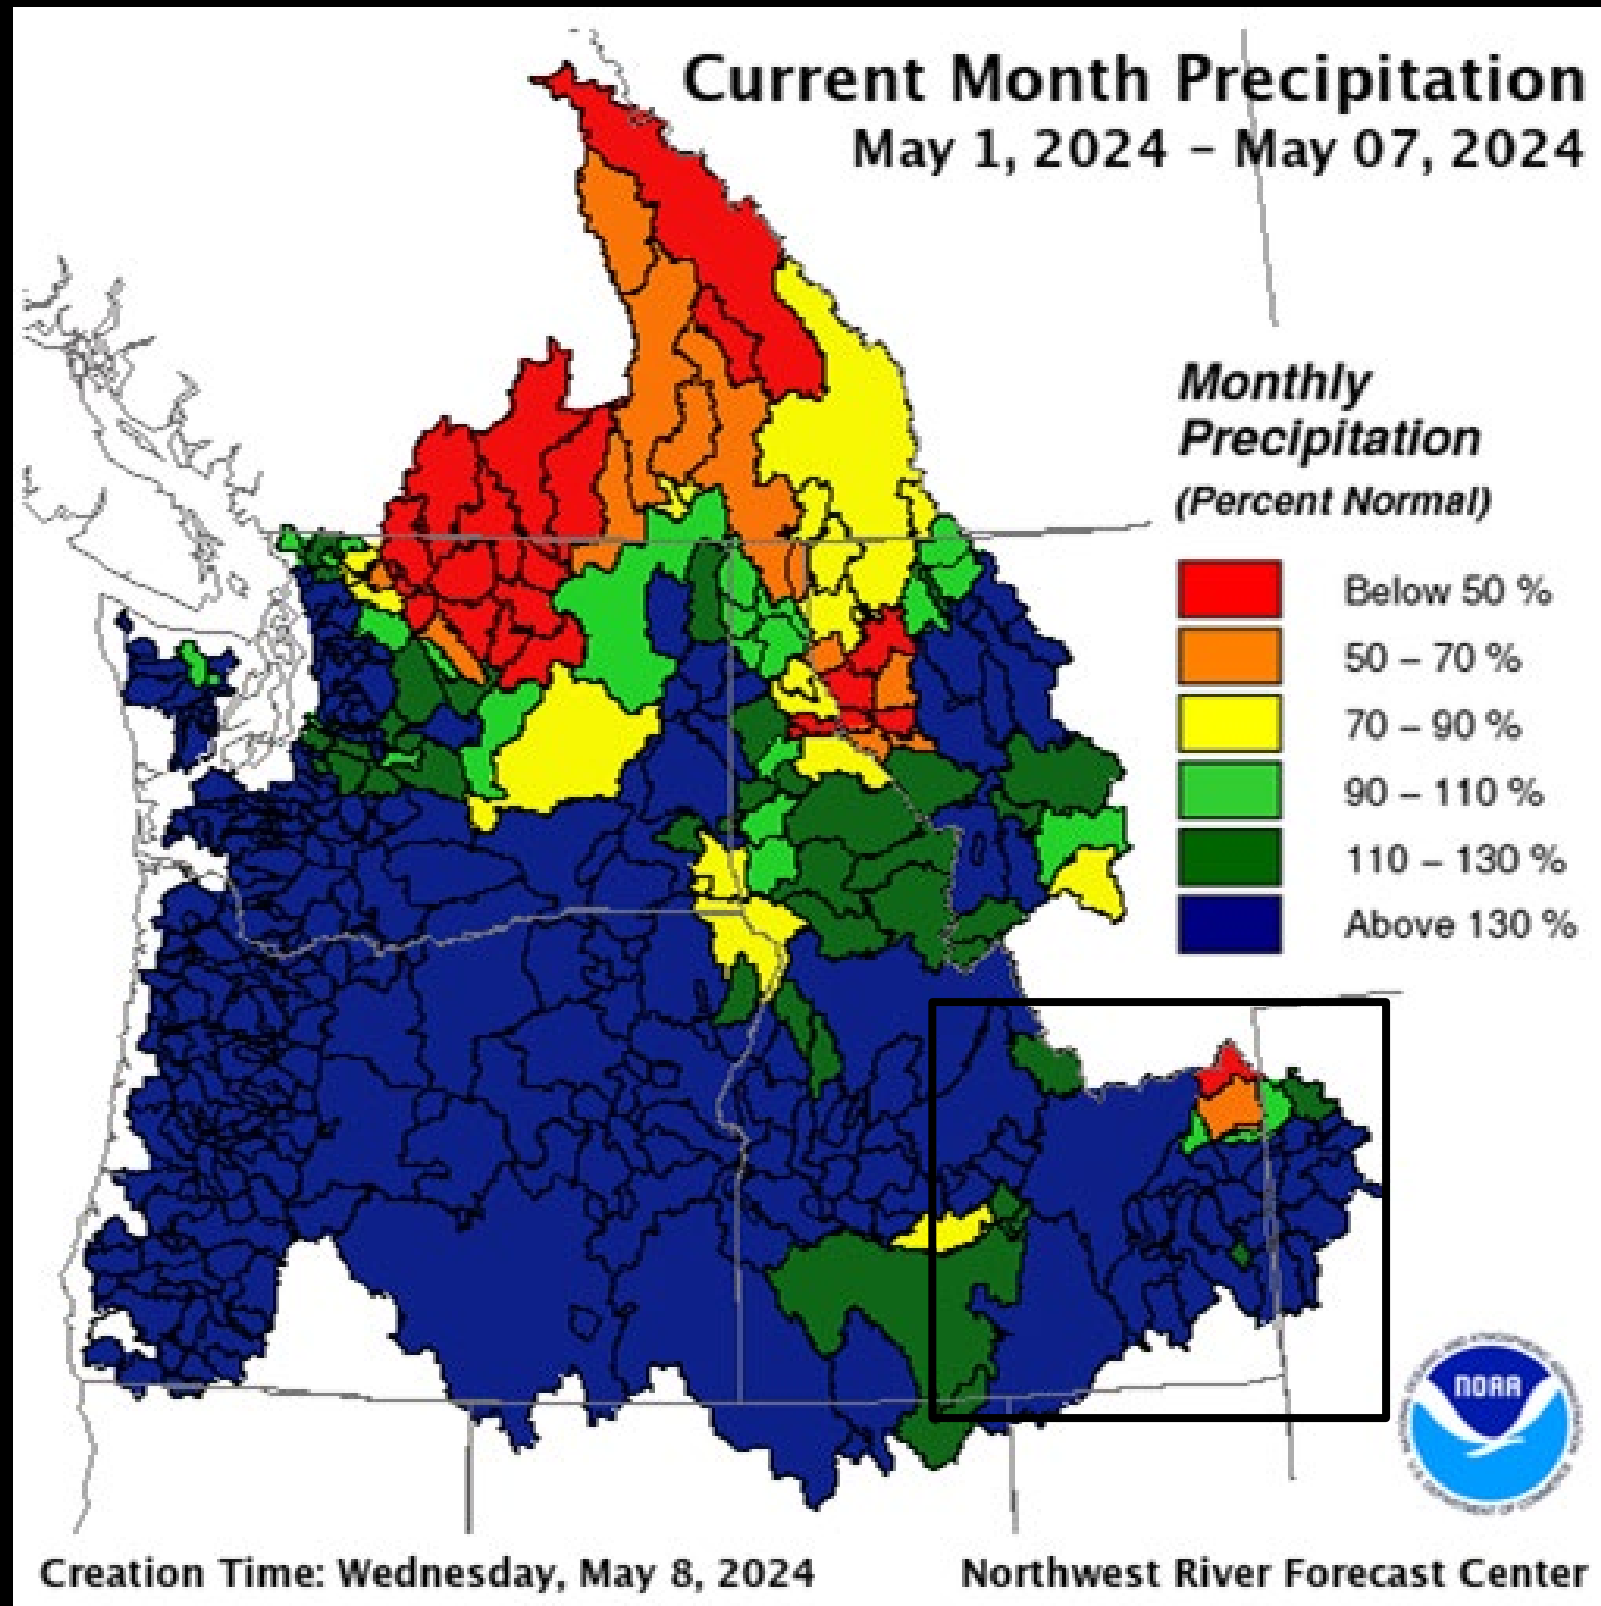 Current Month Precipitation
May 1, 2024 – May 07, 2024
Monthly
Precipitation
(Percent Normal)
Below 50 %
50 – 70 %
70 – 90 %
90 – 110 %
110 – 130 %
Above 130 %
NOAA
Creation Time: Wednesday, May 8, 2024
Northwest River Forecast Center